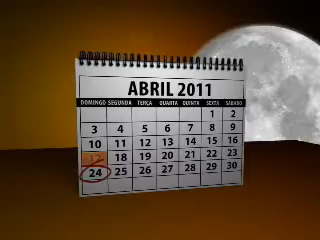 ABRIL 2011
DOMINGO SEGUNDA TERÇA QUARTA QUINTA SEXTA SÁBADO
1 2
3 4 5 6 7 8 9
10 11 12 13 14 15 16
17 18 19 20 21 22 23
24 25 26 27 28 29 30